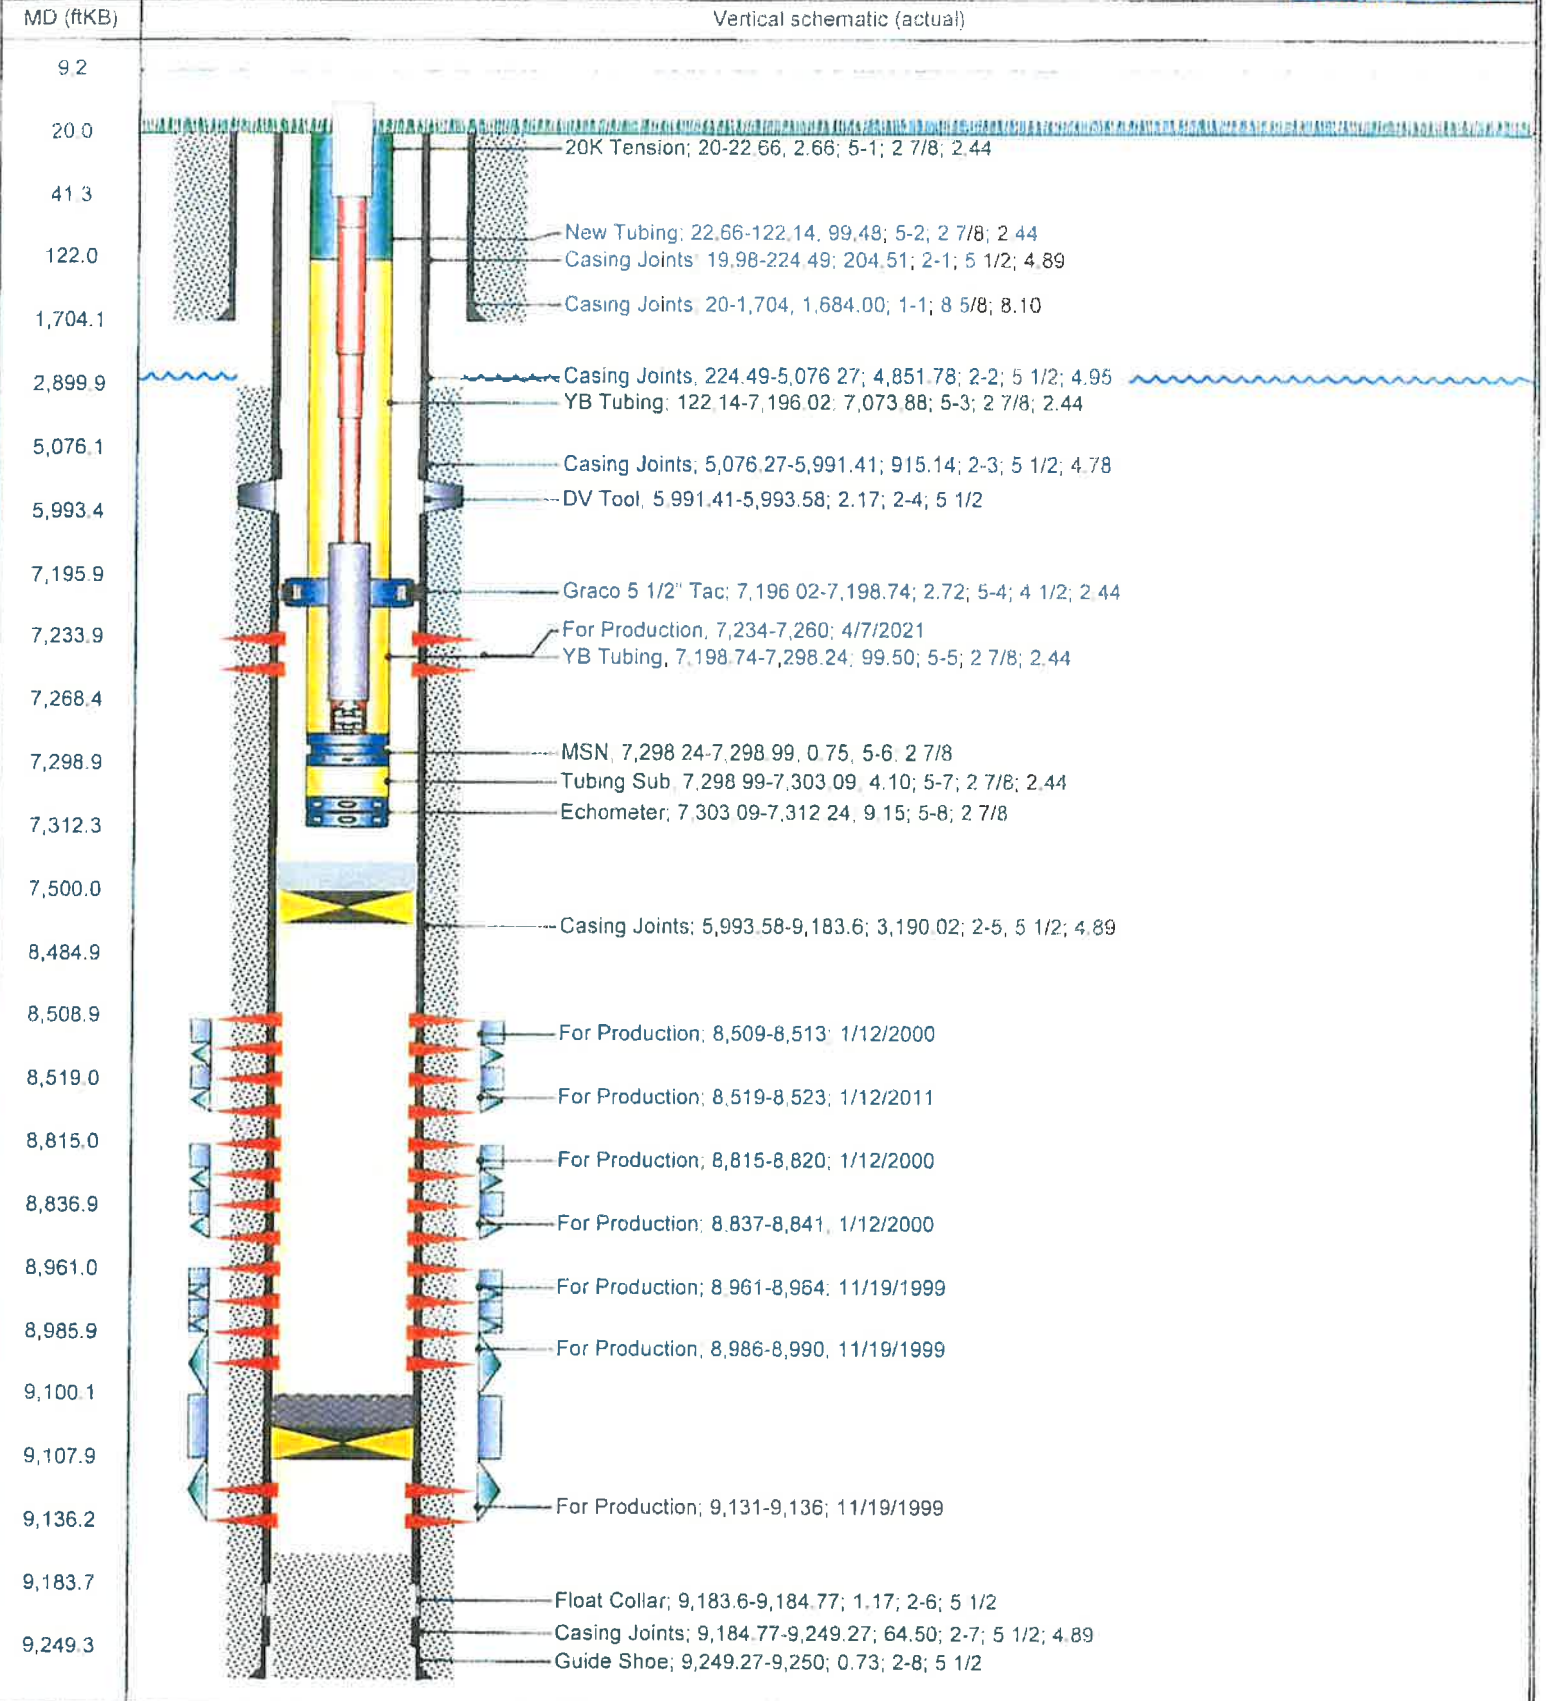 MD (ftKB)
Vertical schematic (actual)
9.2
20.0
20K Tension; 20-22.66, 2.66; 5-1; 2 7/8; 2.44
41.3
New Tubing; 22.66-122.14, 99.48; 5-2, 2 7/8; 2.44
122.0
Casing Joints 19.98-224.49; 204.51; 2-1; 5 1/2; 4.89
Casing Joints, 20-1,704, 1,684.00; 1-1; 8 5/8; 8.10
1,704.1
Casing Joints, 224.49-5,076 27; 4,851.78; 2-2; 5 1/2; 4.95
2,899.9
YB Tubing; 122.14-7,196.02; 7,073.88; 5-3; 2 7/8; 2.44
5,076.1
Casing Joints; 5,076.27-5,991.41; 915.14; 2-3; 5 1/2; 4.78
DV Tool, 5,991.41-5,993.58; 2.17; 2-4; 5 1/2
5,993.4
7,195.9
Graco 5 1/2" Tac; 7,196 02-7,198.74; 2.72; 5-4; 4 1/2; 2.44
For Production, 7,234-7,260; 4/7/2021
7,233.9
YB Tubing, 7,198.74-7,298.24; 99.50; 5-5; 2 7/8; 2.44
7,268.4
MSN, 7,298 24-7,298.99, 0.75, 5-6; 2 7/8
7,298.9
Tubing Sub, 7,298 99-7,303.09, 4.10; 5-7; 2 7/8; 2.44
Echometer; 7,303 09-7,312 24, 9.15; 5-8; 2 7/8
7,312.3
7,500.0
Casing Joints; 5,993.58-9,183.6; 3,190.02; 2-5, 5 1/2; 4.89
8,484.9
8,508.9
For Production; 8,509-8,513; 1/12/2000
8,519.0
For Production; 8,519-8,523; 1/12/2011
8,815.0
For Production; 8,815-8,820; 1/12/2000
8,836.9
For Production; 8.837-8,841, 1/12/2000
8,961.0
For Production; 8.961-8,964; 11/19/1999
8,985.9
For Production, 8,986-8,990, 11/19/1999
9,100.1
9,107.9
For Production; 9,131-9,136; 11/19/1999
9,136.2
9,183.7
Float Collar; 9,183.6-9,184.77; 1.17; 2-6; 5 1/2
Casing Joints; 9,184.77-9,249.27; 64.50; 2-7; 5 1/2; 4.89
9,249.3
Guide Shoe; 9,249.27-9,250; 0.73; 2-8; 5 1/2